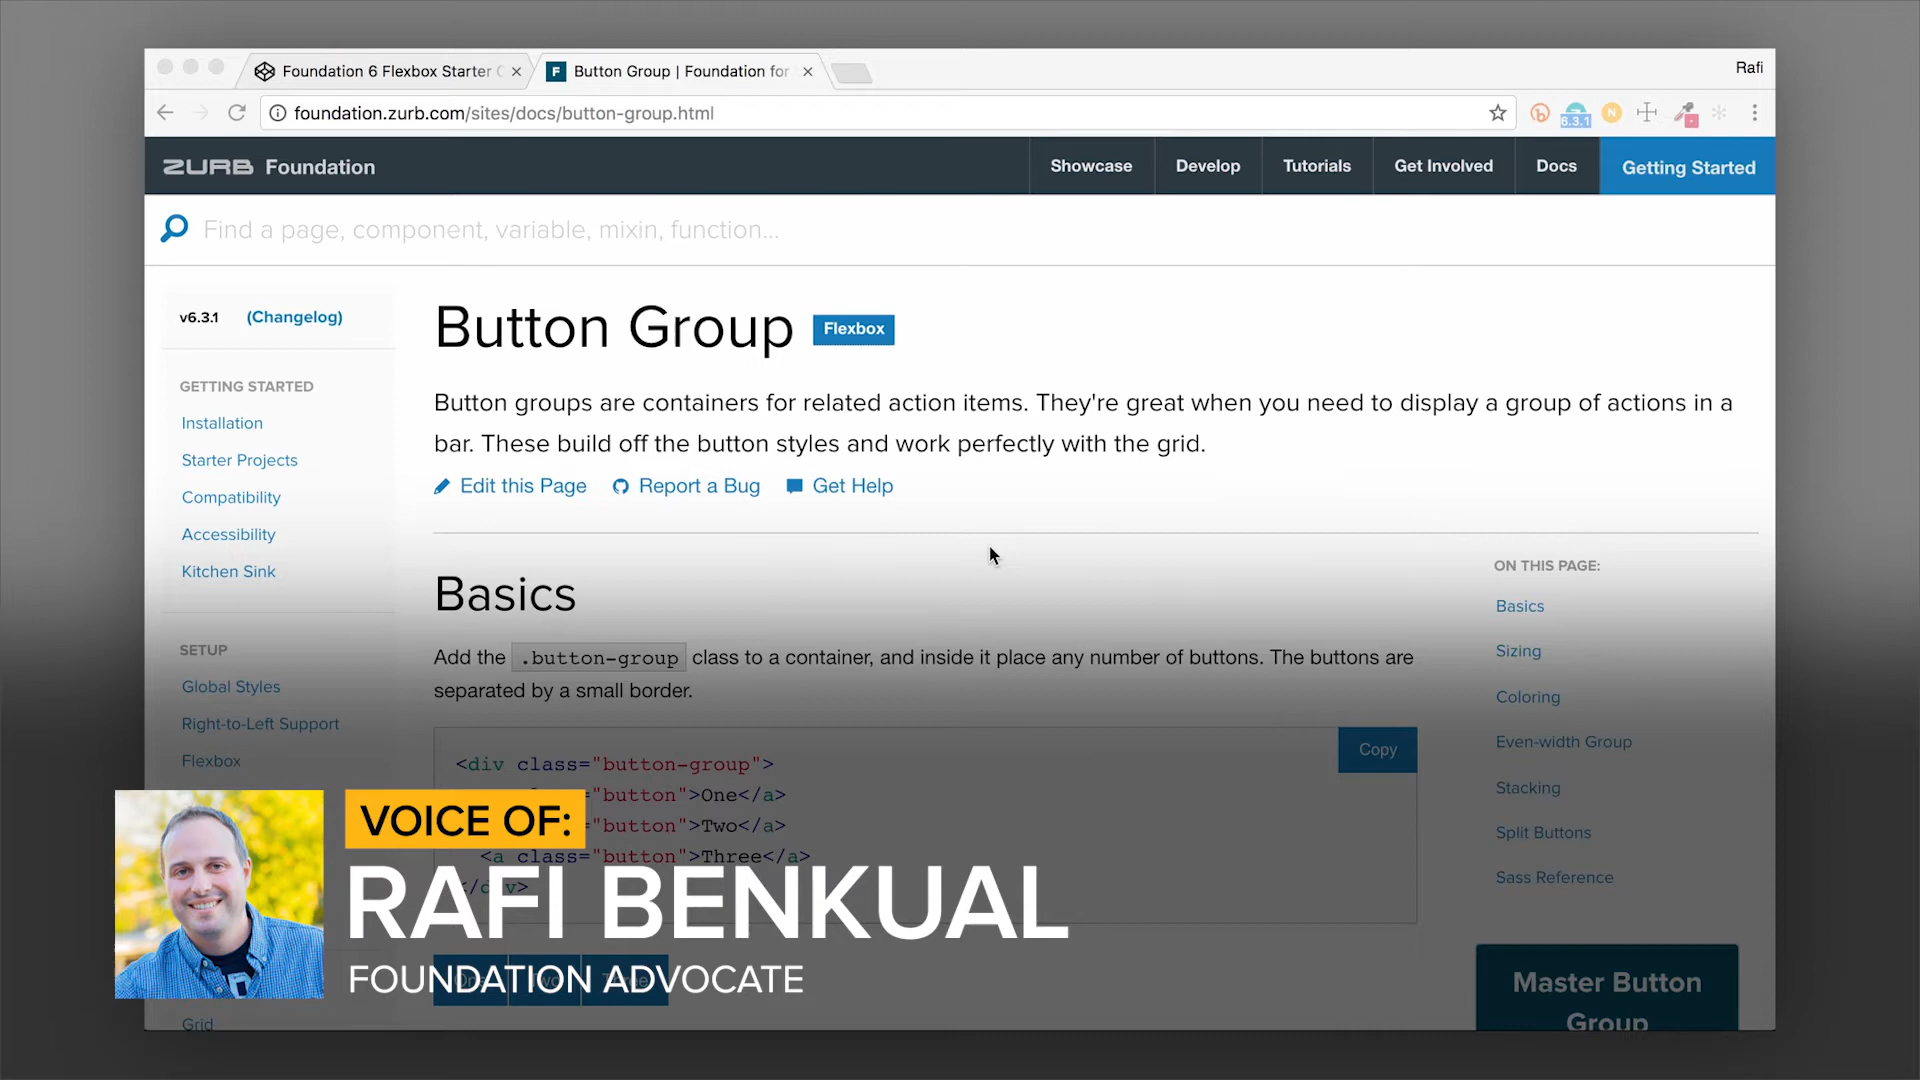 Foundation 6 Flexbox Starter
Button Group | Foundation for
Rafi
foundation.zurb.com/sites/docs/button-group.html
6.3.1
ZURB Foundation
Showcase
Develop
Tutorials
Get Involved
Docs
Getting Started
Find a page, component, variable, mixin, function...
v6.3.1 (Changelog)
GETTING STARTED
Installation
Starter Projects
Compatibility
Accessibility
Kitchen Sink
SETUP
Global Styles
Right-to-Left Support
Flexbox
Grid
Button Group Flexbox
Button groups are containers for related action items. They're great when you need to display a group of actions in a
bar. These build off the button styles and work perfectly with the grid.
Edit this Page Report a Bug Get Help
Basics
Add the .button-group class to a container, and inside it place any number of buttons. The buttons are
separated by a small border.
Copy
<div class="button-group">
"button">One</a>
"button">Two</a>
<a class="button">Three</a>
</div>
ON THIS PAGE:
Basics
Sizing
Coloring
Even-width Group
Stacking
Split Buttons
Sass Reference
Master Button
Group
VOICE OF:
RAFI BENKUAL
FOUNDATION ADVOCATE